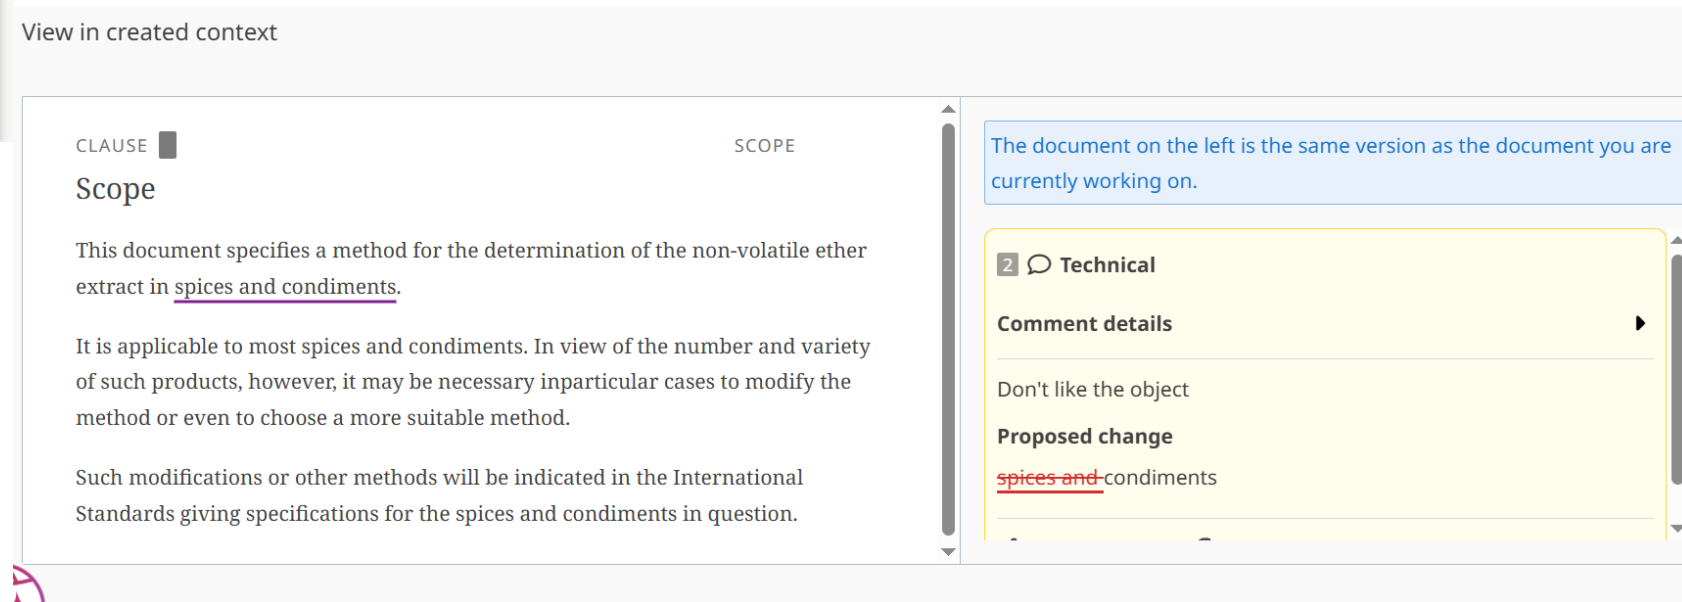 View in created context
CLAUSE
SCOPE
Scope
This document specifies a method for the determination of the non-volatile ether
extract in spices and condiments.
It is applicable to most spices and condiments. In view of the number and variety
of such products, however, it may be necessary inparticular cases to modify the
method or even to choose a more suitable method.
Such modifications or other methods will be indicated in the International
Standards giving specifications for the spices and condiments in question.
The document on the left is the same version as the document you are
currently working on.
2 Technical
Comment details
Don't like the object
Proposed change
spices and condiments